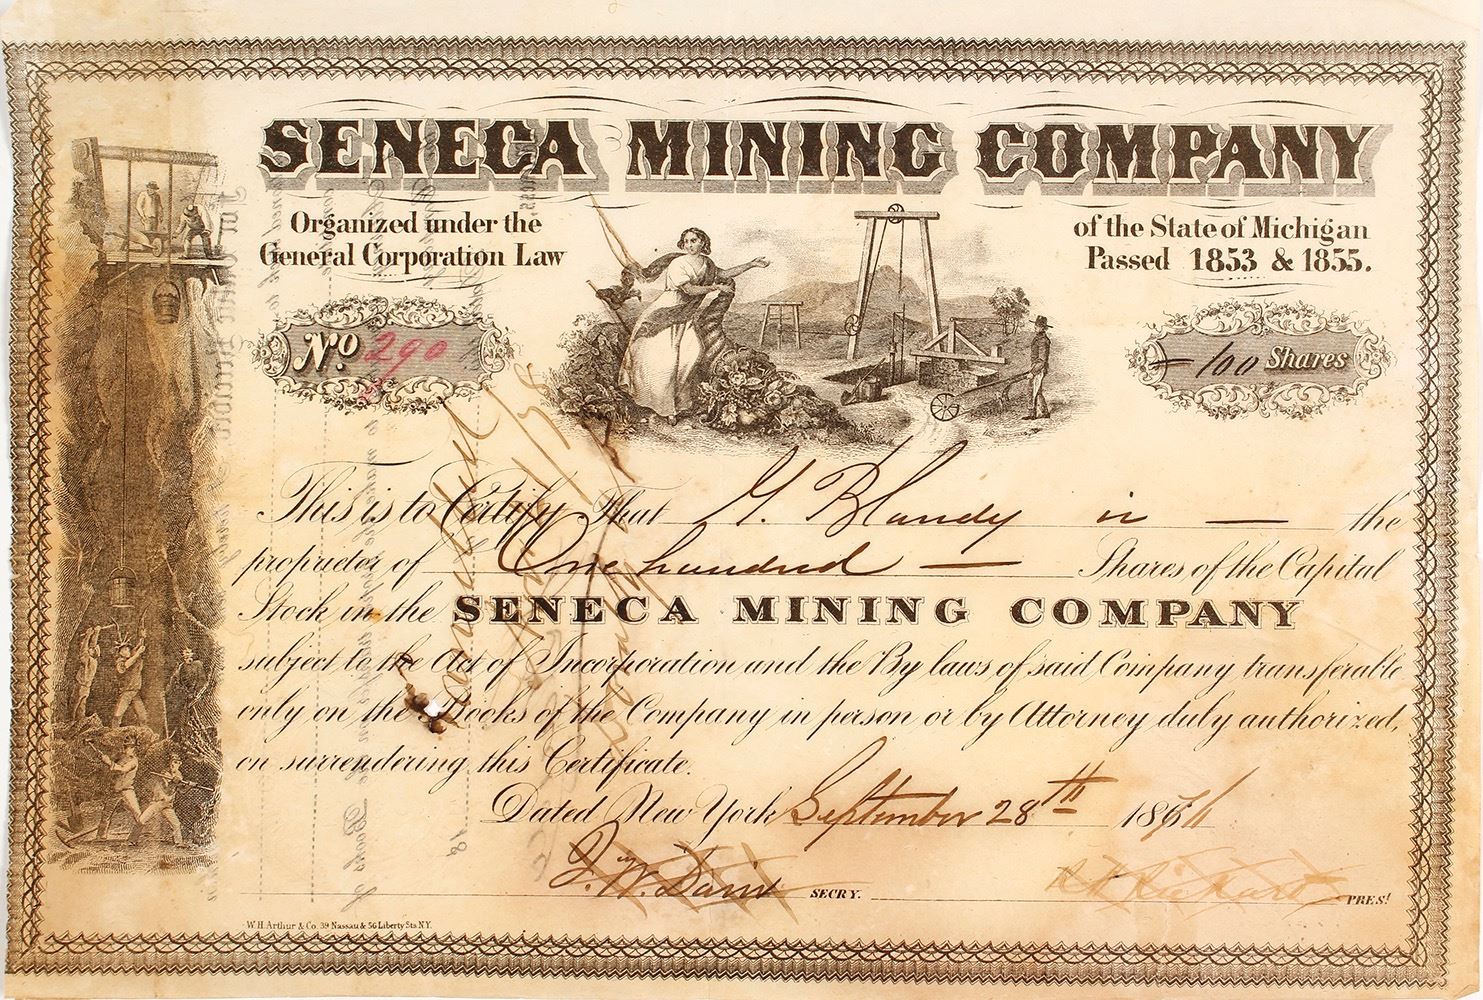 SENECA MINING COMPANY
Organized under the
General Corporation Law
of the State of Michigan
Passed 1853 & 1855.
No 290
100 Shares
This is to Certify That G. Blandy is the
proprietor of One hundred Shares of the Capital
Stock in the SENECA MINING COMPANY
subject to the Act of Incorporation and the By laws of said Company transferable
only on the Books of the Company in person or by Attorney duly authorized,
on surrendering this Certificate.
Dated New York September 28th 186
J. W. Davis SECRY.
PRES!
W.H. Arthur & Co. 39 Nassau & 56 Liberty Sts. N.Y.